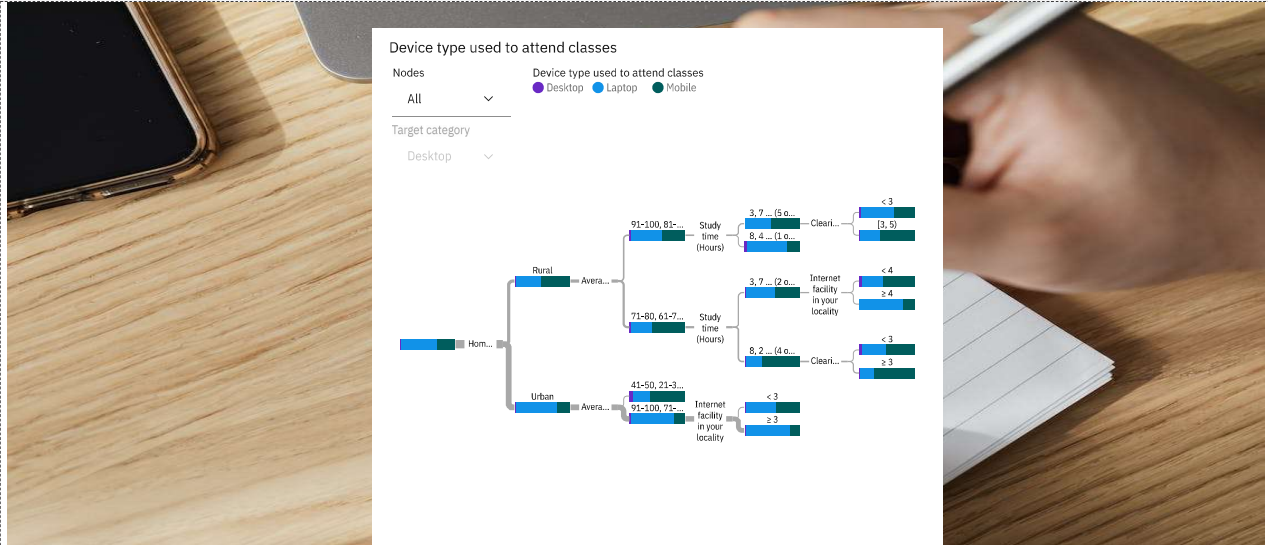 Device type used to attend classes
Nodes
All
Target category
Desktop
Device type used to attend classes
Desktop Laptop Mobile
Hom...
Rural
Avera...
91-100, 81-...
Study
time
(Hours)
3, 7 ... (5 o...
8, 4 ... (1 o...
Cleari...
< 3
[3, 5)
71-80, 61-7...
Study
time
(Hours)
3, 7 ... (2 o...
Internet
facility
in your
locality
< 4
≥ 4
8, 2 ... (4 o...
Cleari...
< 3
≥ 3
Urban
Avera...
41-50, 21-3...
91-100, 71-...
Internet
facility
in your
locality
< 3
≥ 3